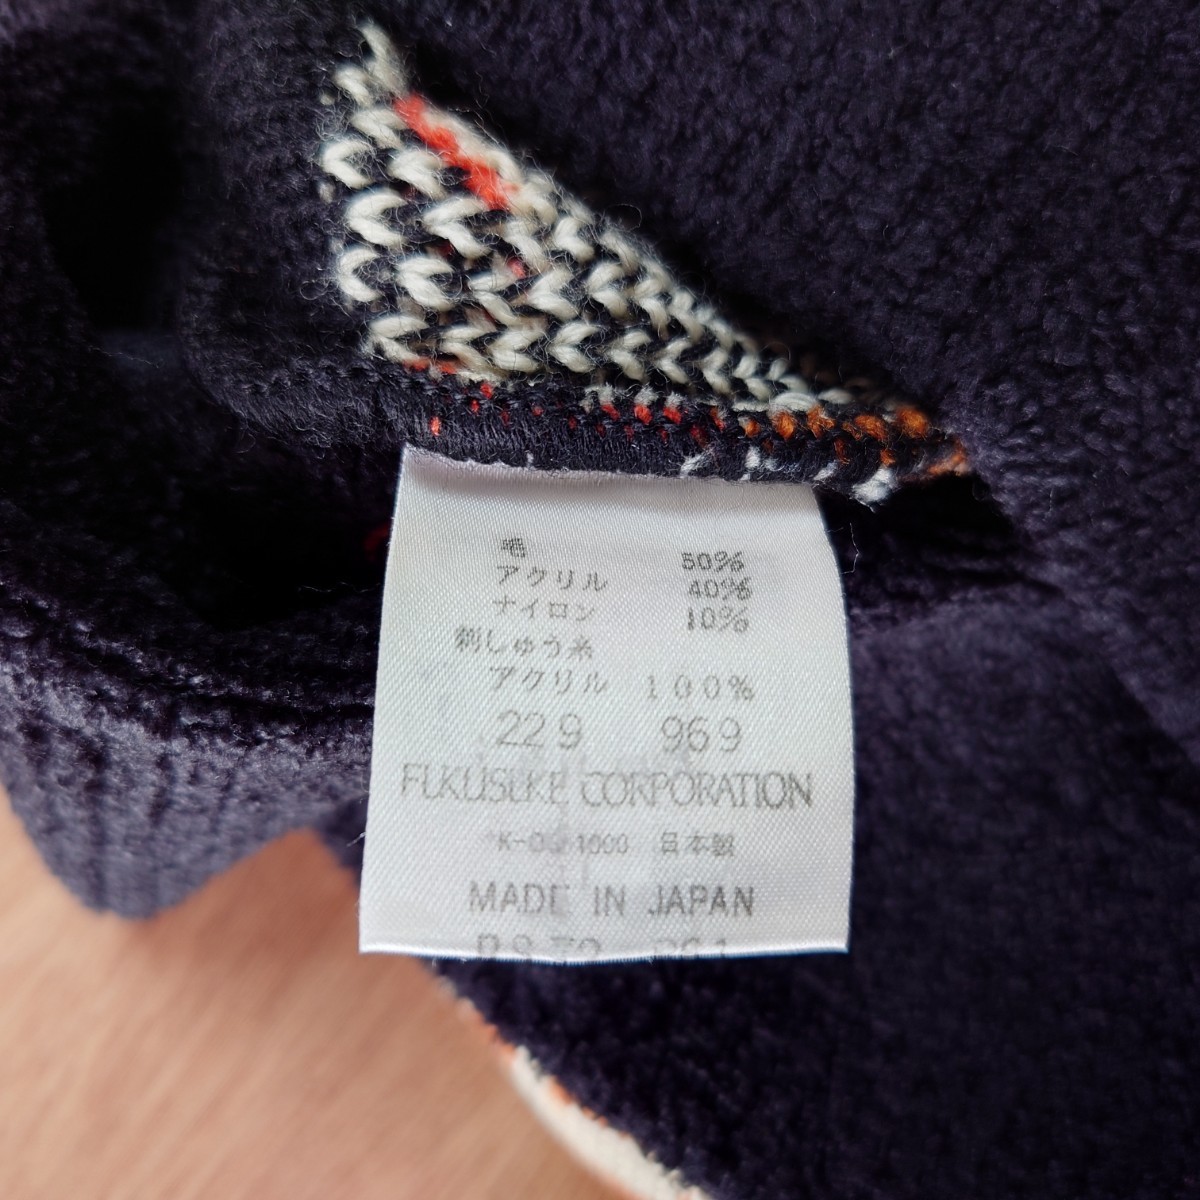 毛 50%
アクリル 40%
ナイロン 10%
刺しゅう糸
アクリル 100%
229 969
FUKUSUKE CORPORATION
1000 日本製
MADE IN JAPAN